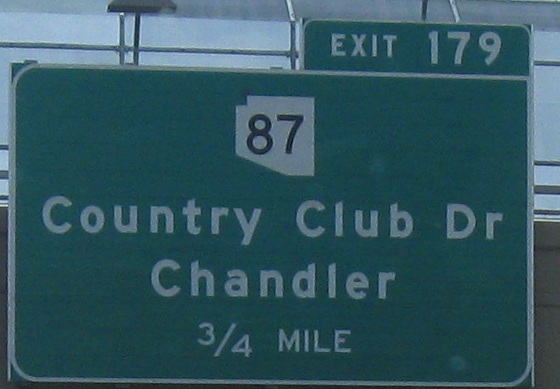 EXIT 179
87
Country Club Dr
Chandler
3/4 MILE